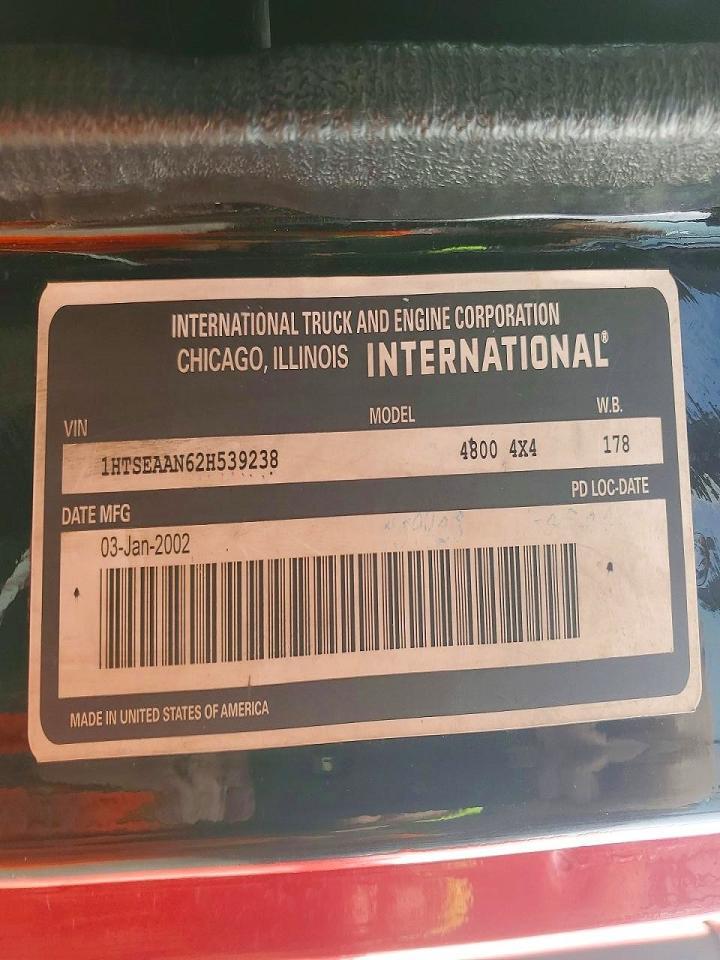 INTERNATIONAL TRUCK AND ENGINE CORPORATION
CHICAGO, ILLINOIS INTERNATIONAL®
VIN MODEL W.B.
1HTSEAAN62H539238 4800 4X4 178
DATE MFG PD LOC-DATE
03-Jan-2002
MADE IN UNITED STATES OF AMERICA